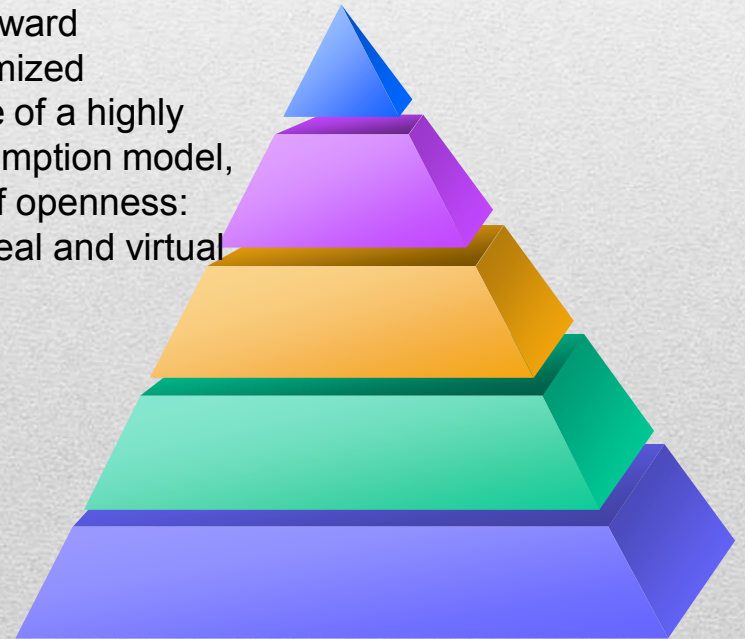 ward
mized
e of a highly
mption model,
f openness:
eal and virtual